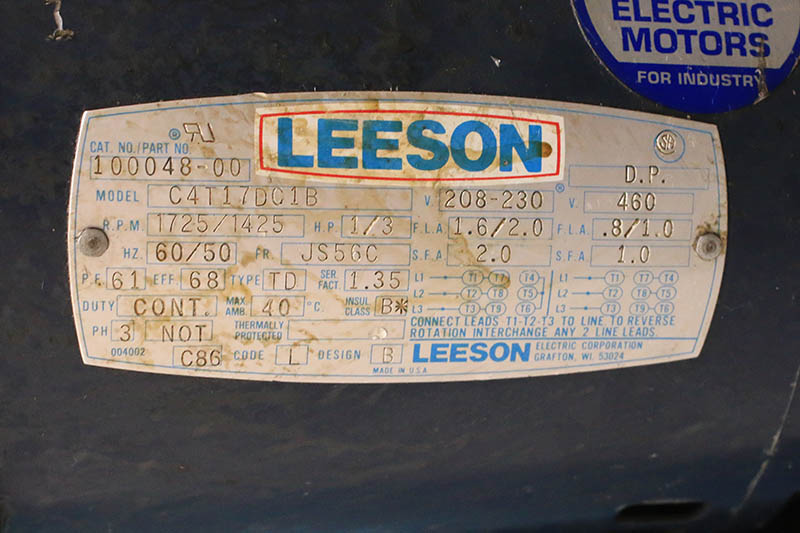 ELECTRIC
MOTORS
FOR INDUSTRY
LEESON
CAT. NO./PART NO.
100048-00
D.P.
MODEL C4T17DC1B V. 208-230 V. 460
R.P.M. 1725/1425 H.P. 1/3 F.L.A. 1.6/2.0 F.L.A. .8/1.0
HZ. 60/50 FR. JS56C S.F.A. 2.0 S.F.A. 1.0
P.F. 61 EFF. 68 TYPE TD SER. FACT. 1.35
L1 T1 T7 T4 L1 T1 T7 T4
L2 T2 T8 T5 L2 T2 T8 T5
L3 T3 T9 T6 L3 T3 T9 T6
DUTY CONT. MAX. AMB. 40 °C. INSUL CLASS B*
CONNECT LEADS T1-T2-T3 TO LINE TO REVERSE
ROTATION INTERCHANGE ANY 2 LINE LEADS.
PH 3 NOT THERMALLY PROTECTED
004002 C86 CODE L DESIGN B
LEESON ELECTRIC CORPORATION
GRAFTON, WI. 53024
MADE IN U.S.A.